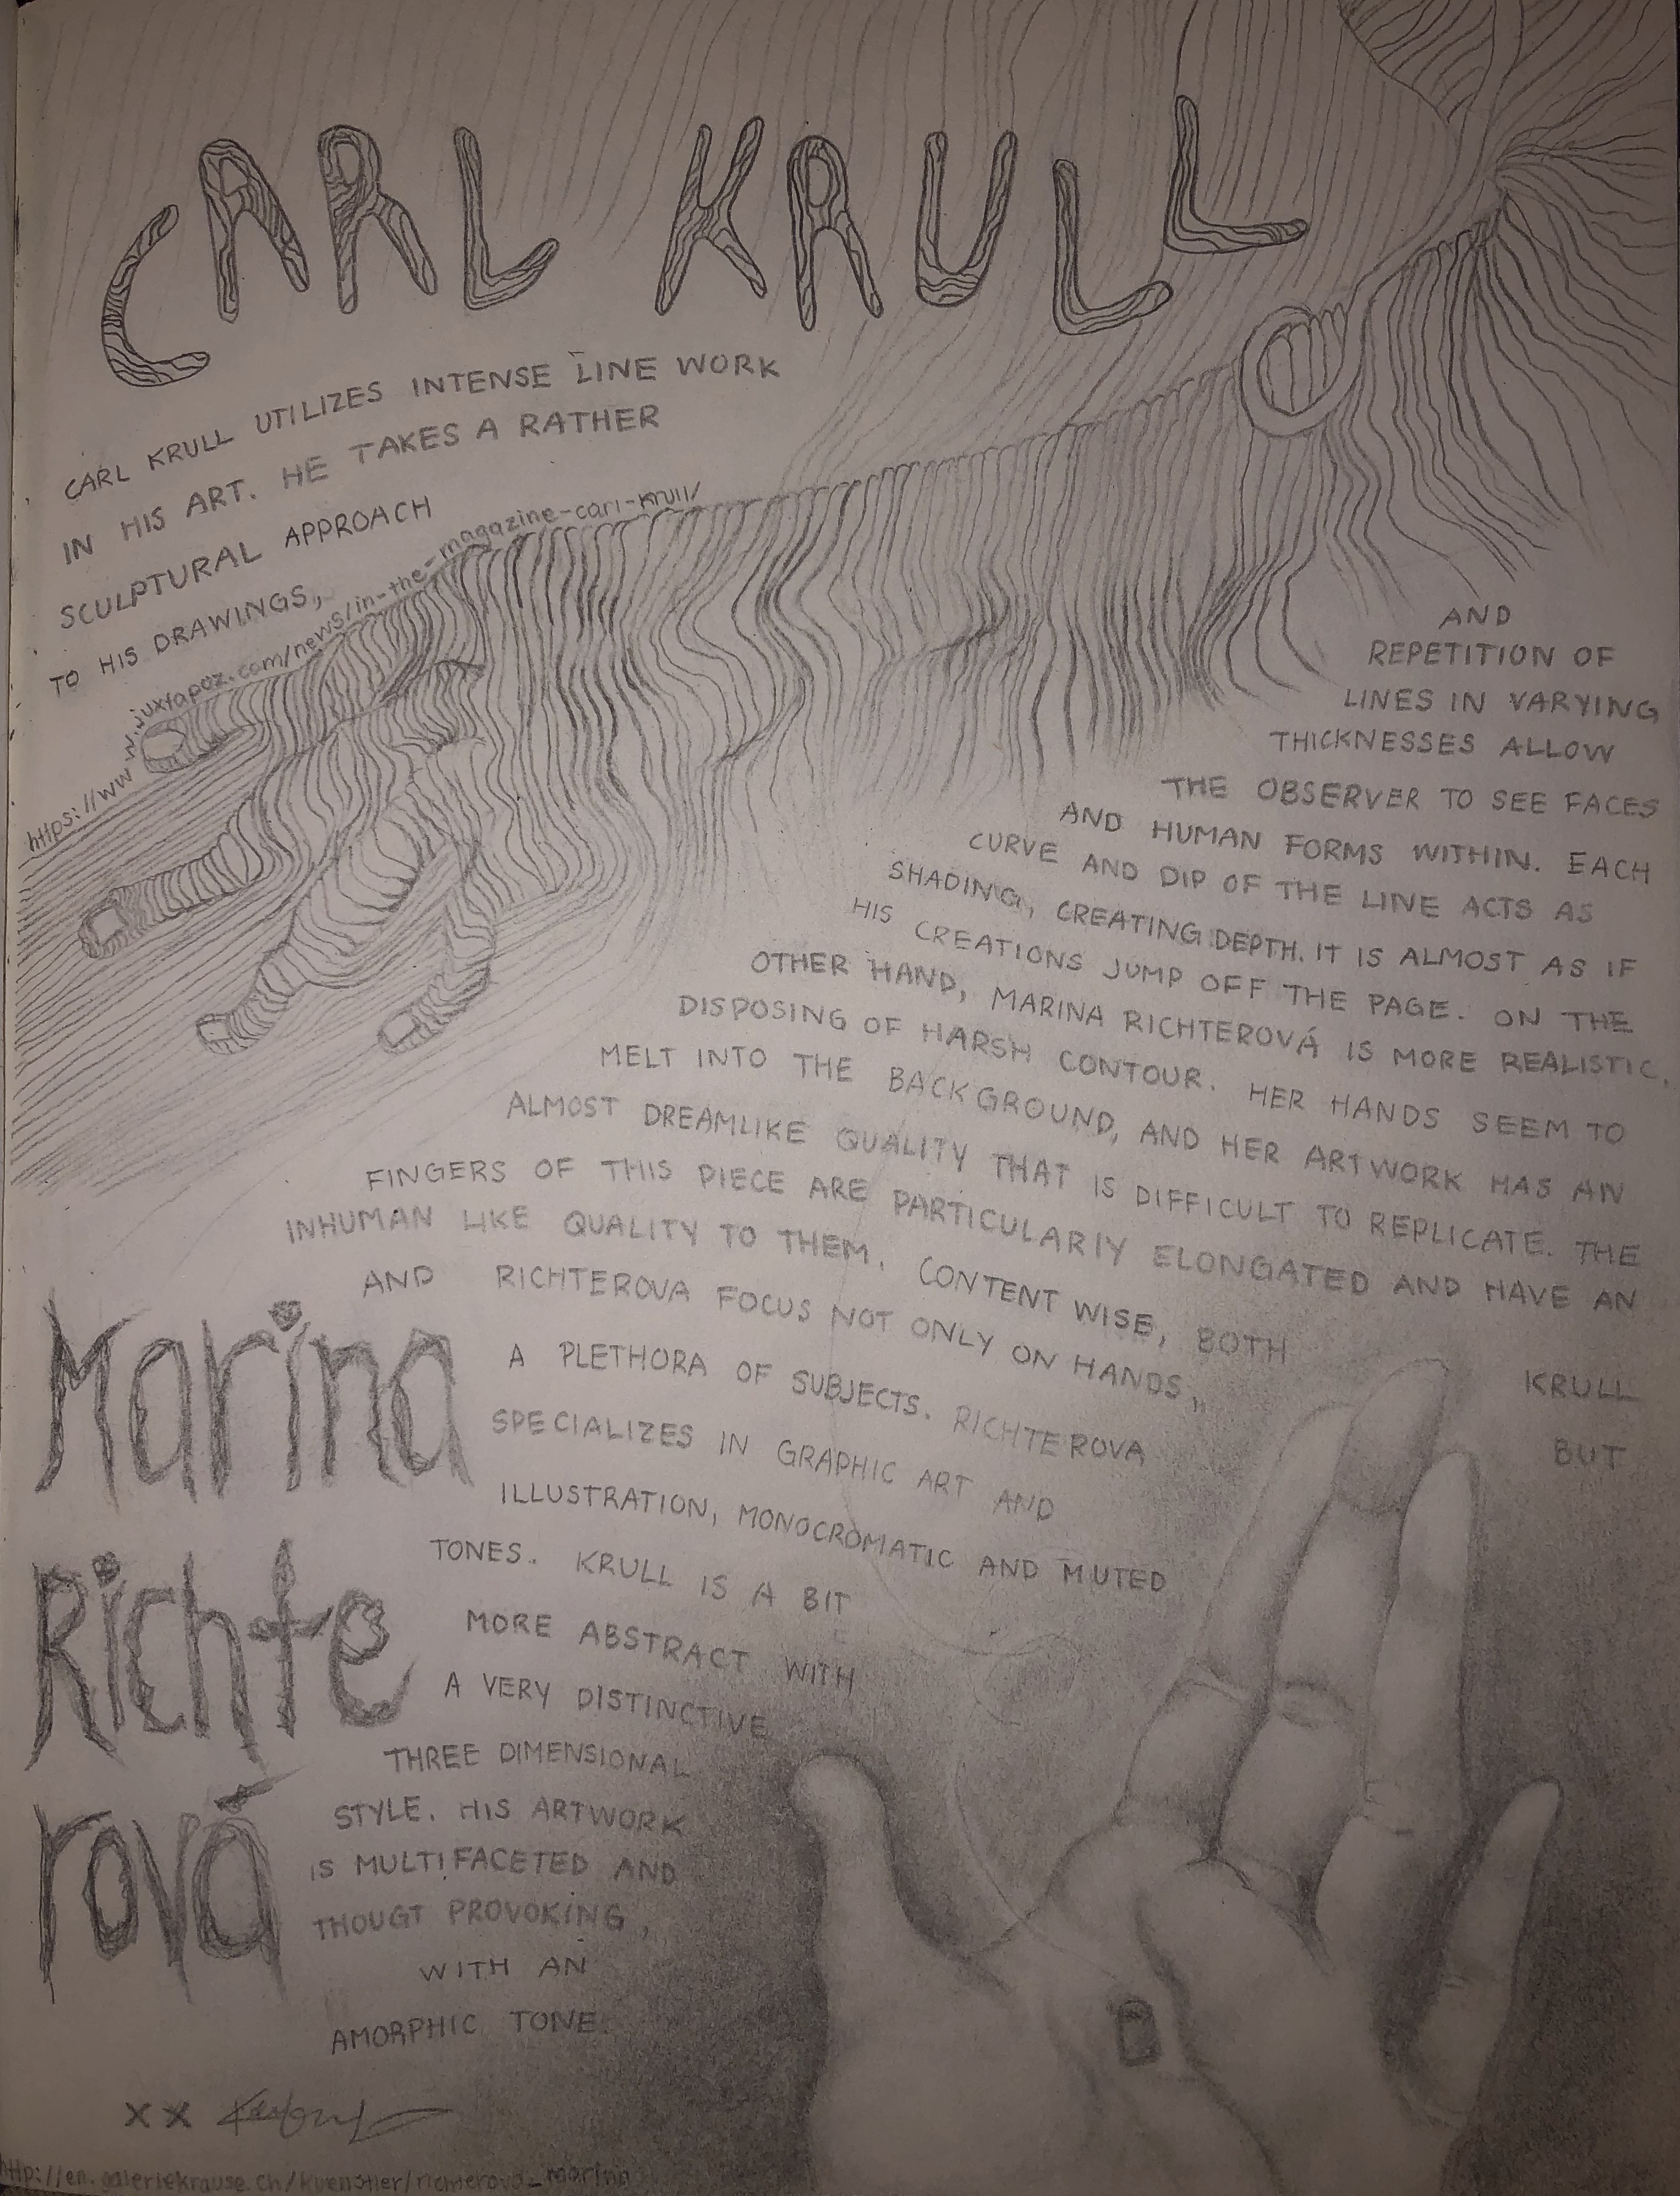 CARL KRULL
CARL KRULL UTILIZES INTENSE LINE WORK
IN HIS ART. HE TAKES A RATHER
SCULPTURAL APPROACH
TO HIS DRAWINGS,
https://www.juxtapoz.com/news/in-the-magazine-carl-krull/
AND
REPETITION OF
LINES IN VARYING
THICKNESSES ALLOW
THE OBSERVER TO SEE FACES
AND HUMAN FORMS WITHIN. EACH
CURVE AND DIP OF THE LINE ACTS AS
SHADING, CREATING DEPTH. IT IS ALMOST AS IF
HIS CREATIONS JUMP OFF THE PAGE. ON THE
OTHER HAND, MARINA RICHTEROVÁ IS MORE REALISTIC,
DISPOSING OF HARSH CONTOUR. HER HANDS SEEM TO
MELT INTO THE BACKGROUND, AND HER ARTWORK HAS AN
ALMOST DREAMLIKE QUALITY THAT IS DIFFICULT TO REPLICATE. THE
FINGERS OF THIS PIECE ARE PARTICULARLY ELONGATED AND HAVE AN
INHUMAN LIKE QUALITY TO THEM. CONTENT WISE, BOTH KRULL
AND RICHTEROVA FOCUS NOT ONLY ON HANDS, BUT
A PLETHORA OF SUBJECTS. RICHTEROVA
SPECIALIZES IN GRAPHIC ART AND
ILLUSTRATION, MONOCROMATIC AND MUTED
TONES. KRULL IS A BIT
MORE ABSTRACT WITH
A VERY DISTINCTIVE
THREE DIMENSIONAL
STYLE. HIS ARTWORK
IS MULTIFACETED AND
THOUGT PROVOKING,
WITH AN
AMORPHIC TONE.
Marina
Richte
rová
XX
http://en.galeriekrause.ch/kuenstler/richterova_marina